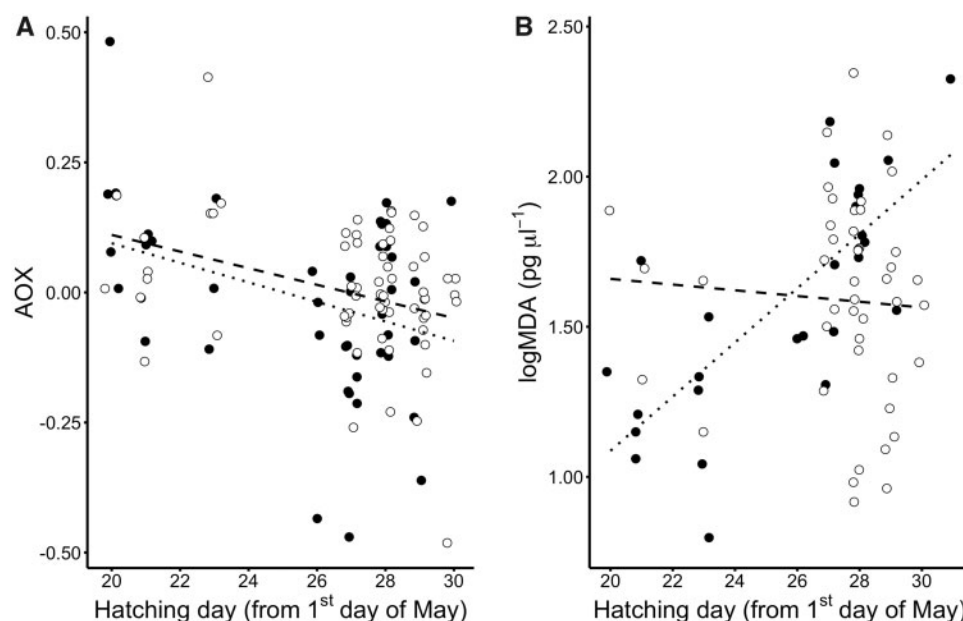 A
0.50
0.25
0.00
-0.25
-0.50
AOX
20 22 24 26 28 30
Hatching day (from 1st day of May)
B
2.50
2.00
1.50
1.00
logMDA (pg µl⁻¹)
20 22 24 26 28 30
Hatching day (from 1st day of May)